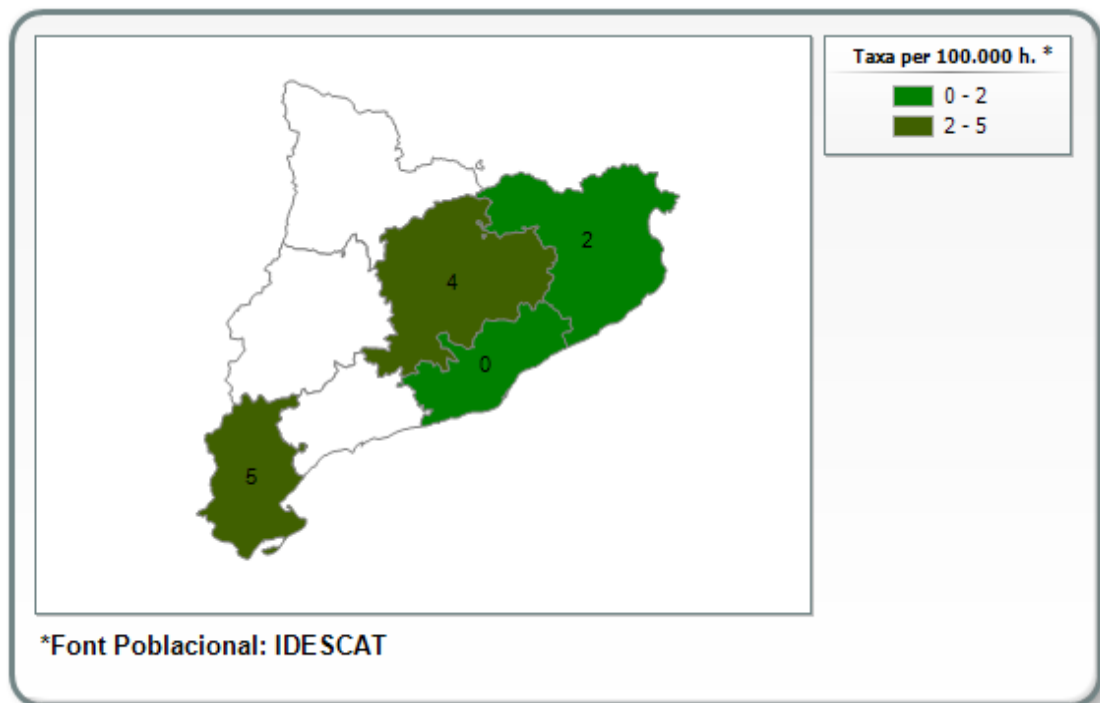 Taxa per 100.000 h. *
0 - 2
2 - 5
2
4
0
5
*Font Poblacional: IDESCAT